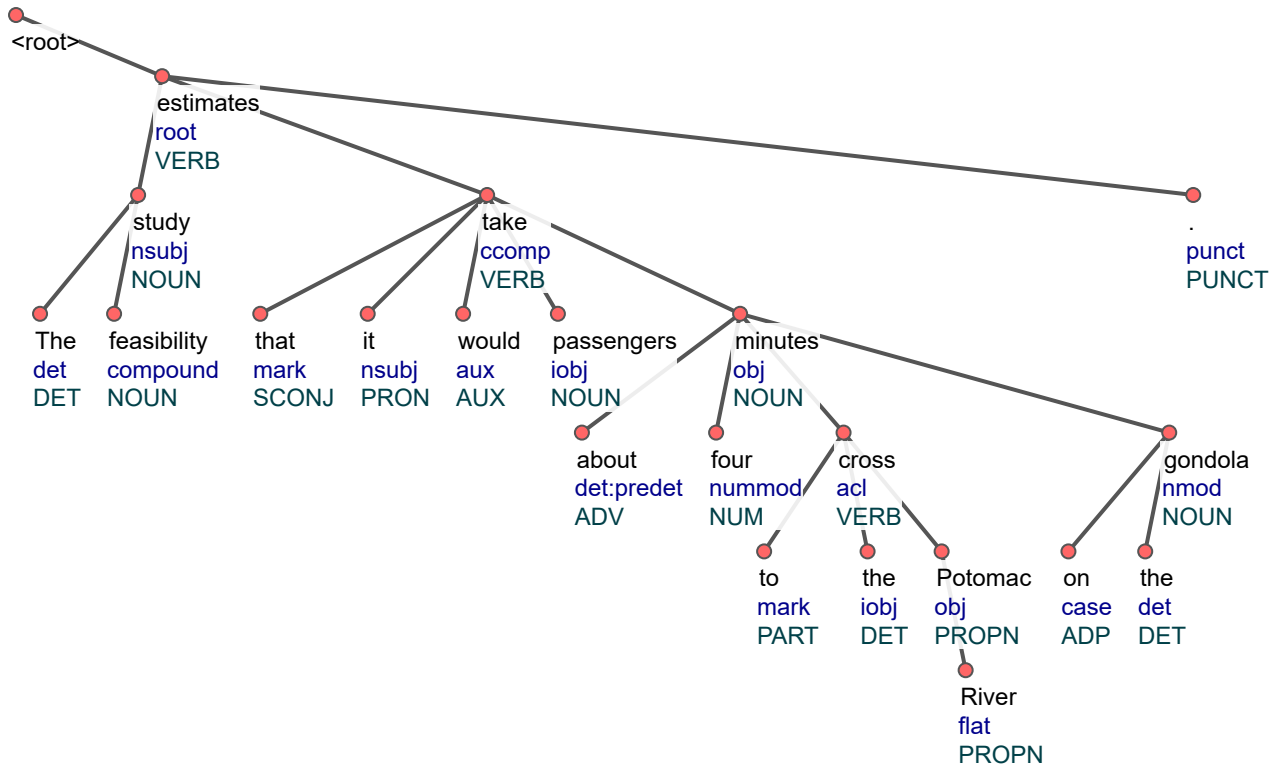 <root>
estimates
root
VERB
study
nsubj
NOUN
take
ccomp
VERB
.
punct
PUNCT
The
det
DET
feasibility
compound
NOUN
that
mark
SCONJ
it
nsubj
PRON
would
aux
AUX
passengers
iobj
NOUN
minutes
obj
NOUN
about
det:predet
ADV
four
nummod
NUM
cross
acl
VERB
gondola
nmod
NOUN
to
mark
PART
the
iobj
DET
Potomac
obj
PROPN
on
case
ADP
the
det
DET
River
flat
PROPN